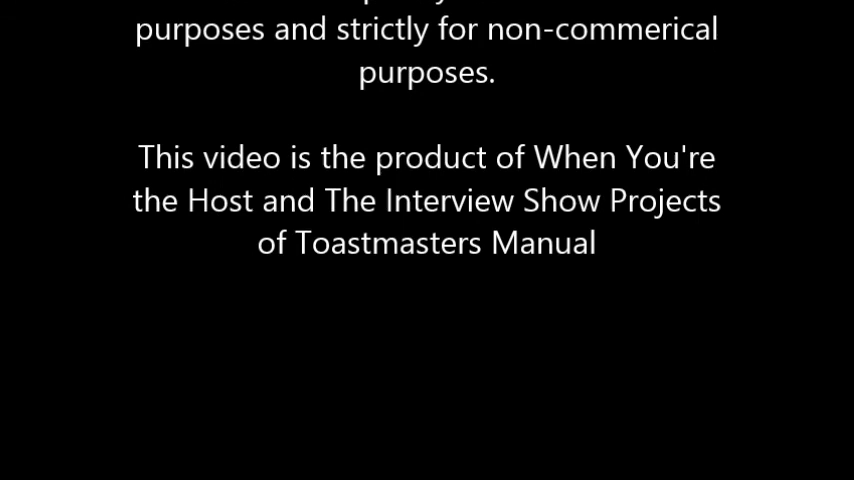 purposes and strictly for non-commerical
purposes.
This video is the product of When You're
the Host and The Interview Show Projects
of Toastmasters Manual